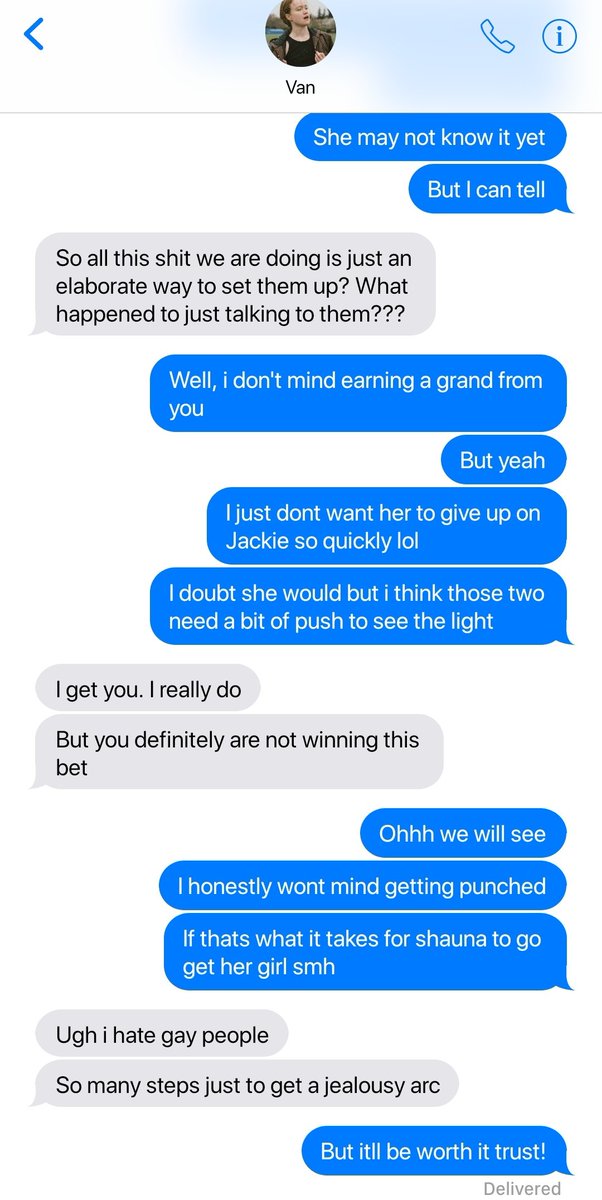 Van
She may not know it yet
But I can tell
So all this shit we are doing is just an
elaborate way to set them up? What
happened to just talking to them???
Well, i don't mind earning a grand from
you
But yeah
I just dont want her to give up on
Jackie so quickly lol
I doubt she would but i think those two
need a bit of push to see the light
I get you. I really do
But you definitely are not winning this
bet
Ohhh we will see
I honestly wont mind getting punched
If thats what it takes for shauna to go
get her girl smh
Ugh i hate gay people
So many steps just to get a jealousy arc
But itll be worth it trust!
Delivered